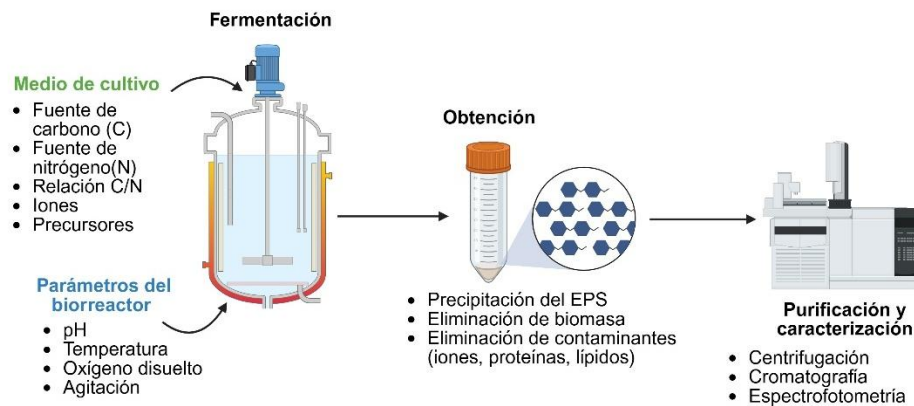 Fermentación
Medio de cultivo
• Fuente de
carbono (C)
• Fuente de
nitrógeno(N)
• Relación C/N
• Iones
• Precursores
Parámetros del
biorreactor
• pH
• Temperatura
• Oxígeno disuelto
• Agitación
Obtención
• Precipitación del EPS
• Eliminación de biomasa
• Eliminación de contaminantes
(iones, proteínas, lípidos)
Purificación y
caracterización
• Centrifugación
• Cromatografía
• Espectrofotometría